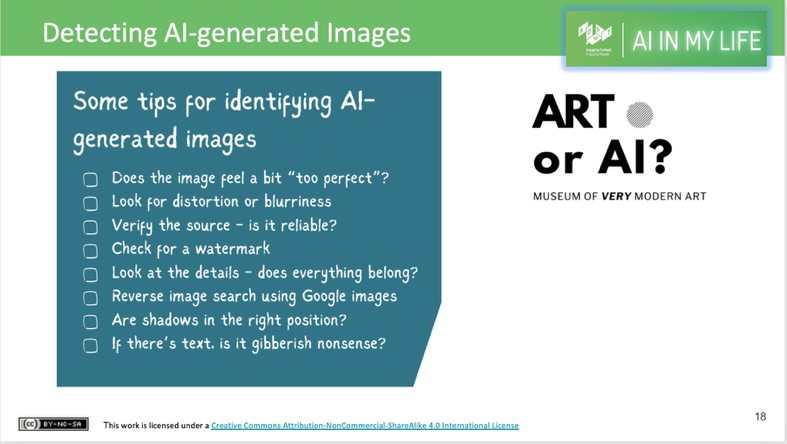 Detecting AI-generated Images
AI IN MY LIFE
Some tips for identifying AI-
generated images
Does the image feel a bit “too perfect”?
Look for distortion or blurriness
Verify the source – is it reliable?
Check for a watermark
Look at the details – does everything belong?
Reverse image search using Google images
Are shadows in the right position?
If there's text, is it gibberish nonsense?
ART
or AI?
MUSEUM OF VERY MODERN ART
18
cc BY-NC-SA
This work is licensed under a Creative Commons Attribution-NonCommercial-ShareAlike 4.0 International License